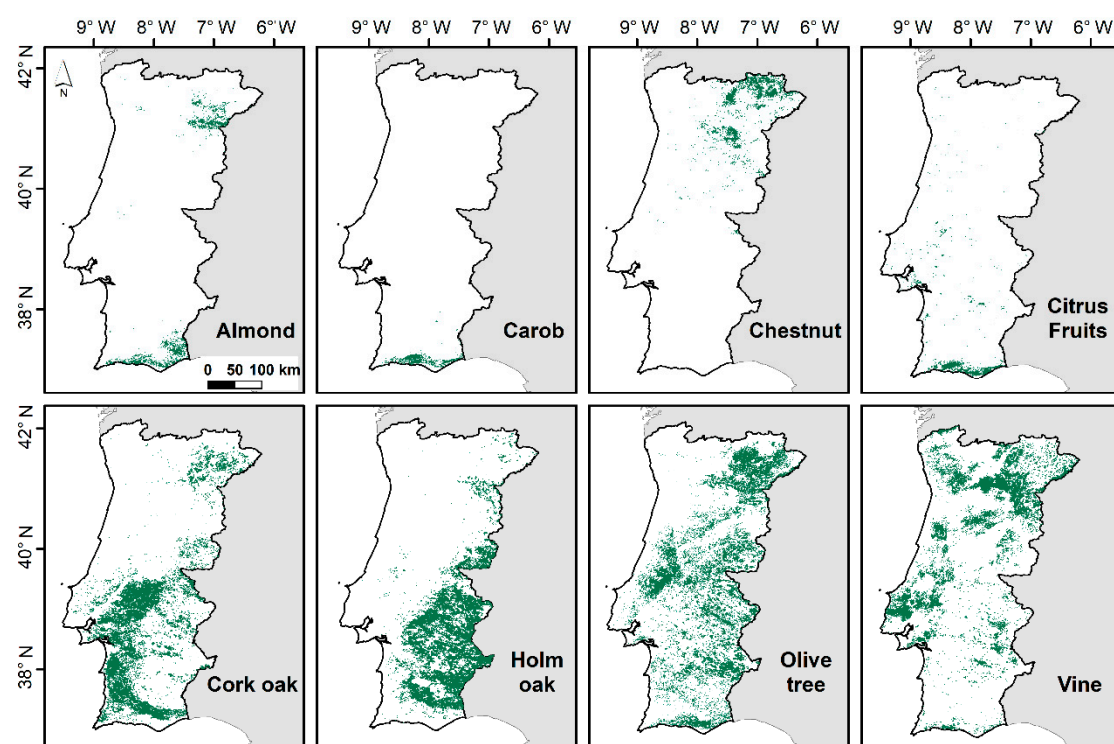 9° W 8° W 7° W 6° W 9° W 8° W 7° W 6° W 9° W 8° W 7° W 6° W 9° W 8° W 7° W 6° W
42° N
40° N
38° N
N
Almond
0 50 100 km
Carob
Chestnut
Citrus
Fruits
42° N
40° N
38° N
Cork oak
Holm
oak
Olive
tree
Vine